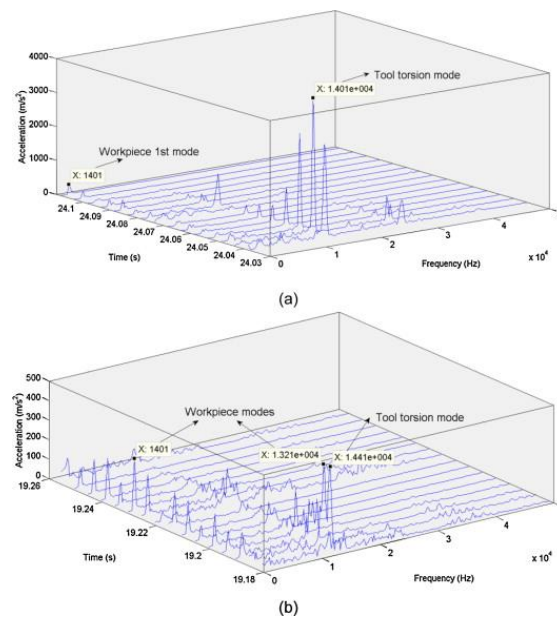 4000
Tool torsion mode
X: 1.401e+004
3000
2000
Acceleration (m/s²)
Workpiece 1st mode
1000
X: 1401
0
24.1
24.09
24.08
24.07
24.06
24.05
24.04
24.03
Time (s)
0
1
2
3
4
x 10⁴
Frequency (Hz)
(a)
500
400
300
200
100
0
Acceleration (m/s²)
Workpiece modes
Tool torsion mode
X: 1401
X: 1.321e+004
X: 1.441e+004
19.26
19.24
19.22
19.2
19.18
Time (s)
0
1
2
3
4
x 10⁴
Frequency (Hz)
(b)